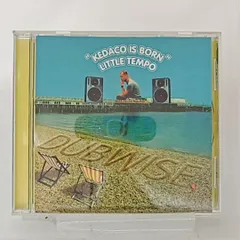 "KEDACO IS BORN"
LITTLE TEMPO
DUBWISE